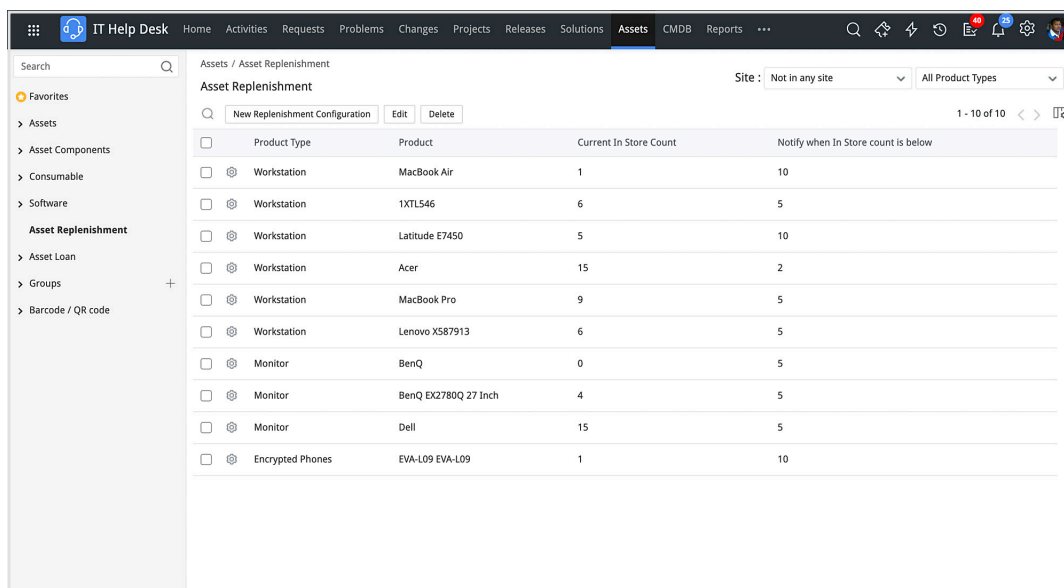 IT Help Desk Home Activities Requests Problems Changes Projects Releases Solutions Assets CMDB Reports ••• 40 25
Search
Favorites
> Assets
> Asset Components
> Consumable
> Software
Asset Replenishment
> Asset Loan
> Groups +
> Barcode / QR code
Assets / Asset Replenishment
Asset Replenishment
Site : Not in any site All Product Types
New Replenishment Configuration Edit Delete 1 - 10 of 10 < >
Product Type Product Current In Store Count Notify when In Store count is below
Workstation MacBook Air 1 10
Workstation 1XTL546 6 5
Workstation Latitude E7450 5 10
Workstation Acer 15 2
Workstation MacBook Pro 9 5
Workstation Lenovo X587913 6 5
Monitor BenQ 0 5
Monitor BenQ EX2780Q 27 Inch 4 5
Monitor Dell 15 5
Encrypted Phones EVA-L09 EVA-L09 1 10